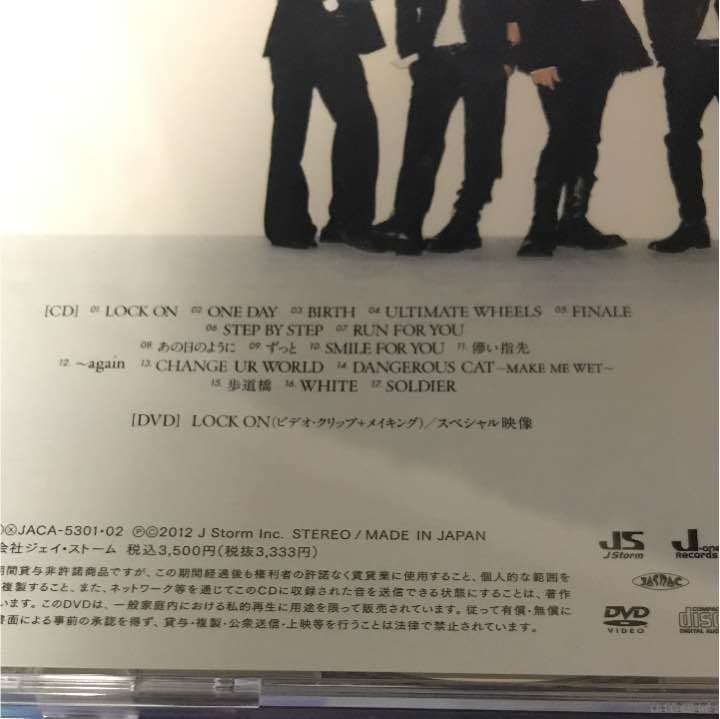 [CD] 01. LOCK ON 02. ONE DAY 03. BIRTH 04. ULTIMATE WHEELS 05. FINALE
06. STEP BY STEP 07. RUN FOR YOU
08. あの日のように 09. ずっと 10. SMILE FOR YOU 11. 儚い指先
12. ～again 13. CHANGE UR WORLD 14. DANGEROUS CAT～MAKE ME WET～
15. 歩道橋 16. WHITE 17. SOLDIER
[DVD] LOCK ON(ビデオ・クリップ+メイキング)/スペシャル映像
JACA-5301・02 ℗©2012 J Storm Inc. STEREO / MADE IN JAPAN
会社ジェイ・ストーム 税込3,500円(税抜3,333円)
JS
J Storm
J-one
Records
期間貸与非許諾商品ですが、この期間経過後も権利者の許諾なく賃貸業に使用すること、個人的な範囲を
複製すること、また、ネットワーク等を通じてこのCDに収録された音を送信できる状態にすることは、著作
います。このDVDは、一般家庭内における私的再生に用途を限って販売されています。従って有償・無償に
書面による事前の承認を得ず、貸与・複製・公衆送信・上映等を行うことは法律で禁止されています。
JASRAC
DVD
VIDEO
COMPA
disc
DIGITAL AUD